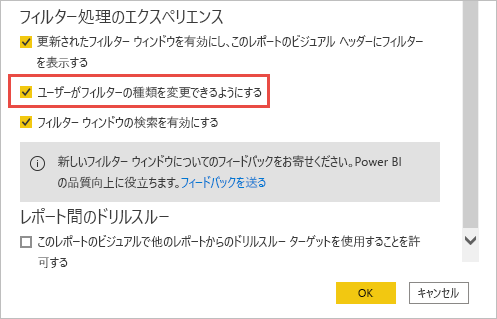 フィルター処理のエクスペリエンス
更新されたフィルター ウィンドウを有効にし、このレポートのビジュアル ヘッダーにフィルター
を表示する
ユーザーがフィルターの種類を変更できるようにする
フィルター ウィンドウの検索を有効にする
新しいフィルター ウィンドウについてのフィードバックをお寄せください。Power BI
の品質向上に役立ちます。フィードバックを送る
レポート間のドリルスルー
このレポートのビジュアルで他のレポートからのドリルスルー ターゲットを使用することを許
可する
OK
キャンセル